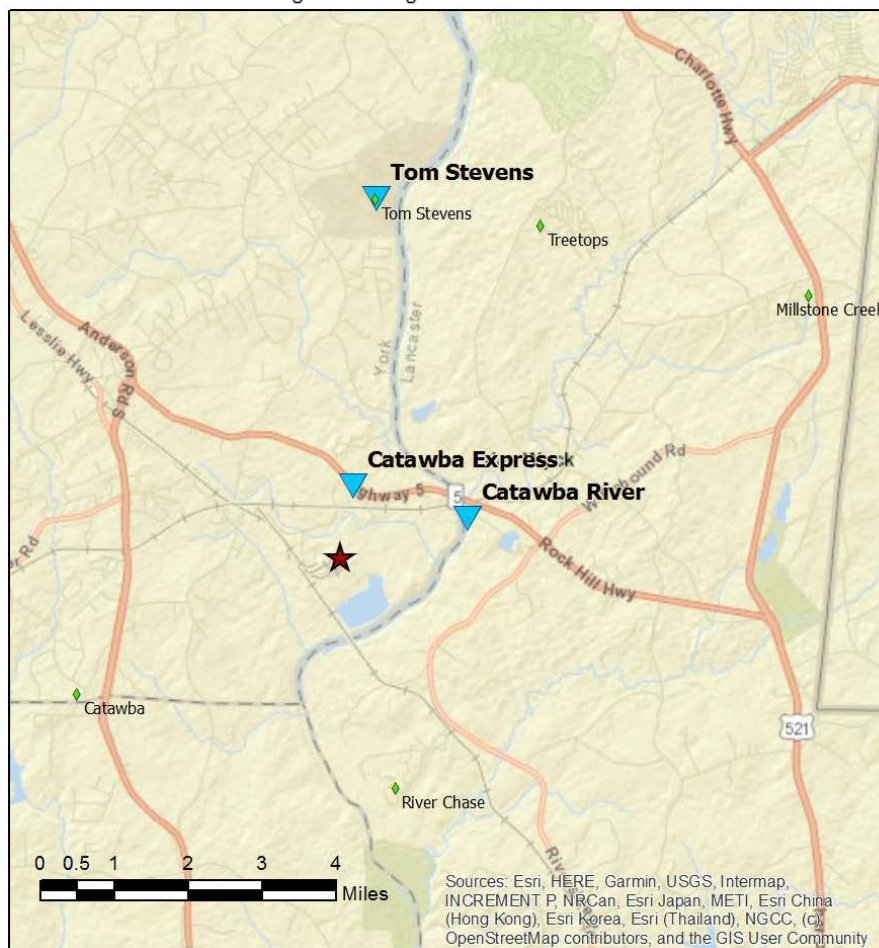 Charlotte Hwy
Tom Stevens
Tom Stevens
Treetops
Millstone Creek
Lesslie Hwy
Anderson Rd S
York
Lancaster
Catawba Express
Rd
Highway 5
5
Catawba River
Rock Hill Hwy
er Rd
Catawba
521
River Chase
0 0.5 1 2 3 4
Miles
Sources: Esri, HERE, Garmin, USGS, Intermap,
INCREMENT P, NRCan, Esri Japan, METI, Esri China
(Hong Kong), Esri Korea, Esri (Thailand), NGCC, (c)
OpenStreetMap contributors, and the GIS User Community